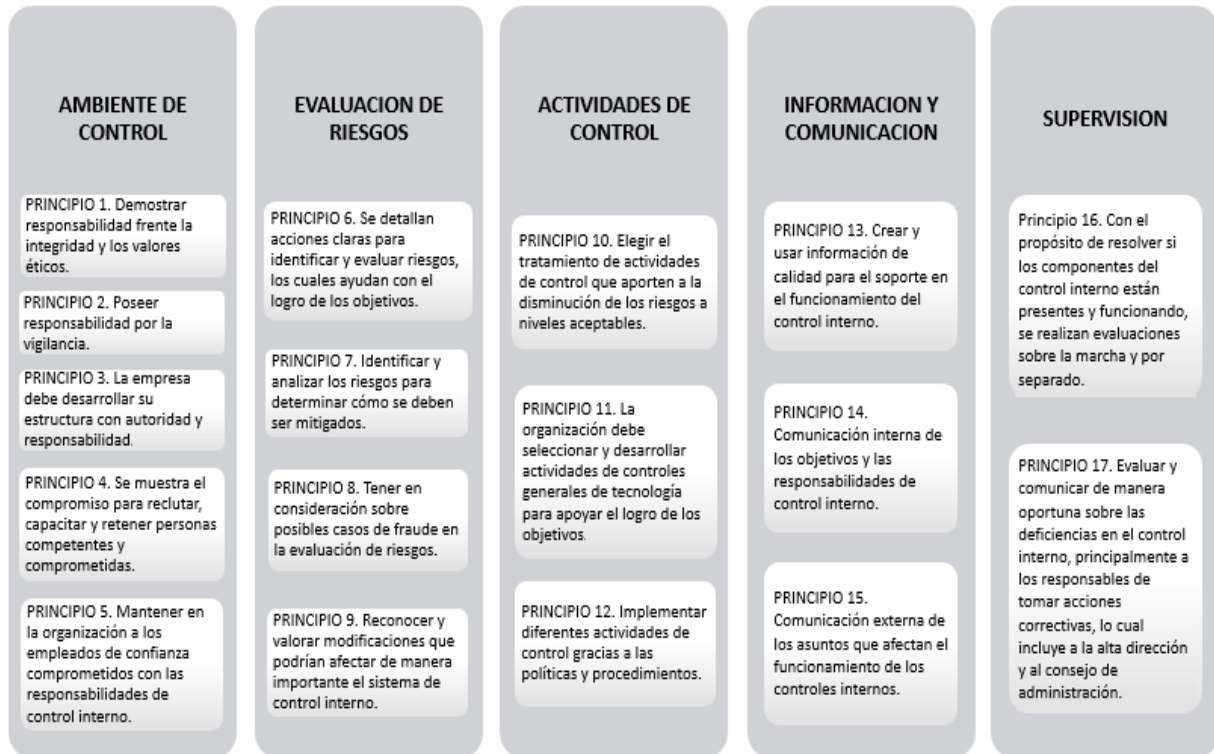 AMBIENTE DE
CONTROL
PRINCIPIO 1. Demostrar
responsabilidad frente la
integridad y los valores
éticos.
PRINCIPIO 2. Poseer
responsabilidad por la
vigilancia.
PRINCIPIO 3. La empresa
debe desarrollar su
estructura con autoridad y
responsabilidad.
PRINCIPIO 4. Se muestra el
compromiso para reclutar,
capacitar y retener personas
competentes y
comprometidas.
PRINCIPIO 5. Mantener en
la organización a los
empleados de confianza
comprometidos con las
responsabilidades de
control interno.
EVALUACION DE
RIESGOS
PRINCIPIO 6. Se detallan
acciones claras para
identificar y evaluar riesgos,
los cuales ayudan con el
logro de los objetivos.
PRINCIPIO 7. Identificar y
analizar los riesgos para
determinar cómo se deben
ser mitigados.
PRINCIPIO 8. Tener en
consideración sobre
posibles casos de fraude en
la evaluación de riesgos.
PRINCIPIO 9. Reconocer y
valorar modificaciones que
podrían afectar de manera
importante el sistema de
control interno.
ACTIVIDADES DE
CONTROL
PRINCIPIO 10. Elegir el
tratamiento de actividades
de control que aporten a la
disminución de los riesgos a
niveles aceptables.
PRINCIPIO 11. La
organización debe
seleccionar y desarrollar
actividades de controles
generales de tecnología
para apoyar el logro de los
objetivos.
PRINCIPIO 12. Implementar
diferentes actividades de
control gracias a las
políticas y procedimientos.
INFORMACION Y
COMUNICACION
PRINCIPIO 13. Crear y
usar información de
calidad para el soporte en
el funcionamiento del
control interno.
PRINCIPIO 14.
Comunicación interna de
los objetivos y las
responsabilidades de
control interno.
PRINCIPIO 15.
Comunicación externa de
los asuntos que afectan el
funcionamiento de los
controles internos.
SUPERVISION
Principio 16. Con el
propósito de resolver si
los componentes del
control interno están
presentes y funcionando,
se realizan evaluaciones
sobre la marcha y por
separado.
PRINCIPIO 17. Evaluar y
comunicar de manera
oportuna sobre las
deficiencias en el control
interno, principalmente a
los responsables de
tomar acciones
correctivas, lo cual
incluye a la alta dirección
y al consejo de
administración.